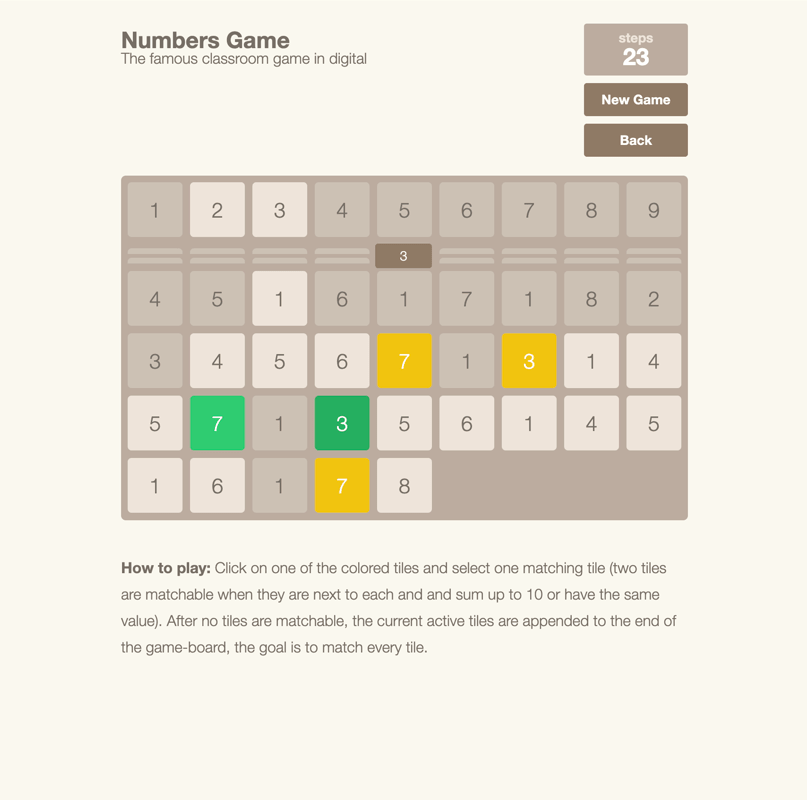 Numbers Game
The famous classroom game in digital
steps
23
New Game
Back
1 2 3 4 5 6 7 8 9
3
4 5 1 6 1 7 1 8 2
3 4 5 6 7 1 3 1 4
5 7 1 3 5 6 1 4 5
1 6 1 7 8
How to play: Click on one of the colored tiles and select one matching tile (two tiles
are matchable when they are next to each and and sum up to 10 or have the same
value). After no tiles are matchable, the current active tiles are appended to the end of
the game-board, the goal is to match every tile.